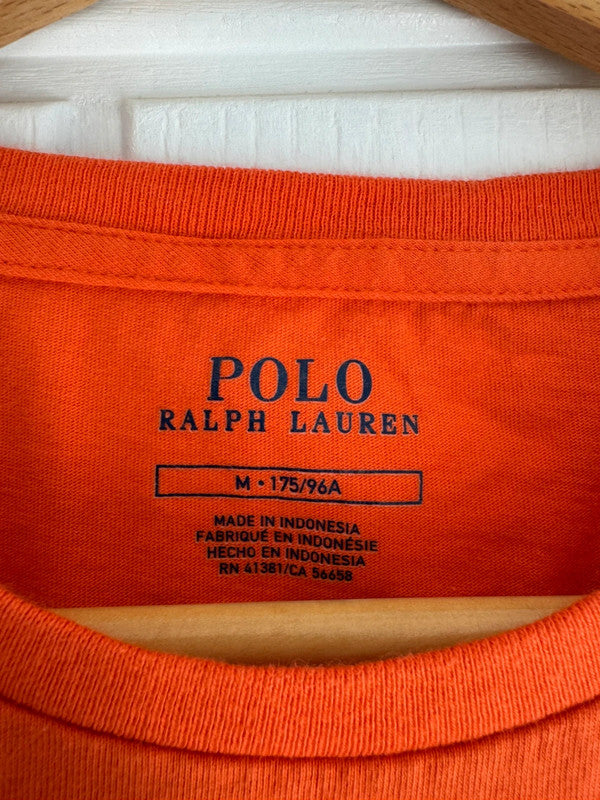 POLO
RALPH LAUREN
M • 175/96A
MADE IN INDONESIA
FABRIQUÉ EN INDONÉSIE
HECHO EN INDONESIA
RN 41381/CA 56658